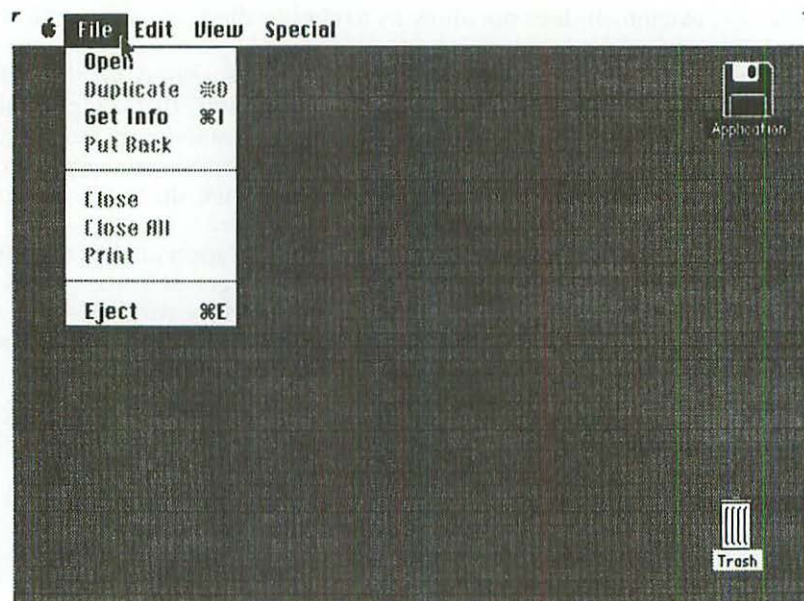 File Edit View Special
Open
Duplicate ⌘D
Get Info ⌘I
Put Back
Close
Close All
Print
Eject ⌘E
Application
Trash